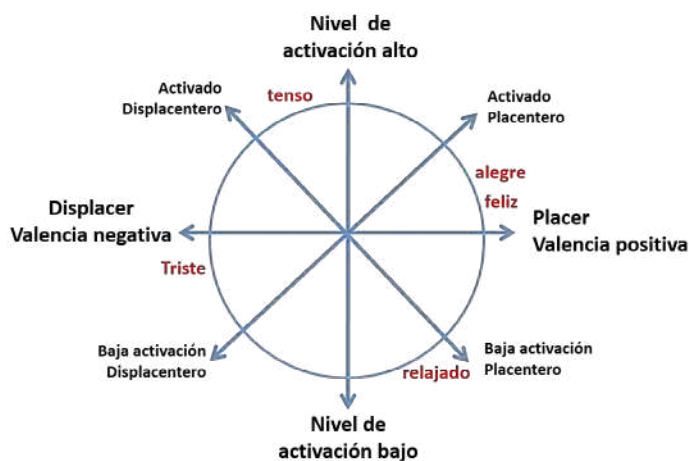 Nivel de
activación alto
tenso
Activado
Displacentero
Activado
Placentero
alegre
feliz
Displacer
Valencia negativa
Placer
Valencia positiva
Triste
Baja activación
Displacentero
relajado
Baja activación
Placentero
Nivel de
activación bajo